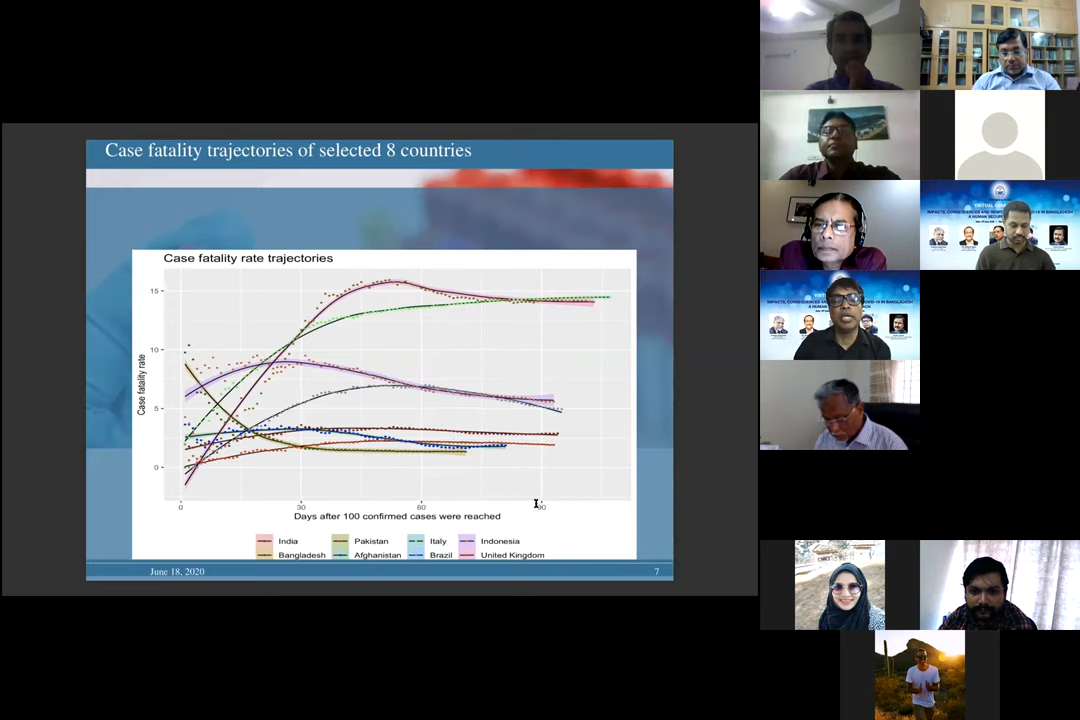 Case fatality trajectories of selected 8 countries
Case fatality rate trajectories
Case fatality rate
15
10
5
0
0
30
60
90
Days after 100 confirmed cases were reached
India
Pakistan
Italy
Indonesia
Bangladesh
Afghanistan
Brazil
United Kingdom
June 18, 2020
7